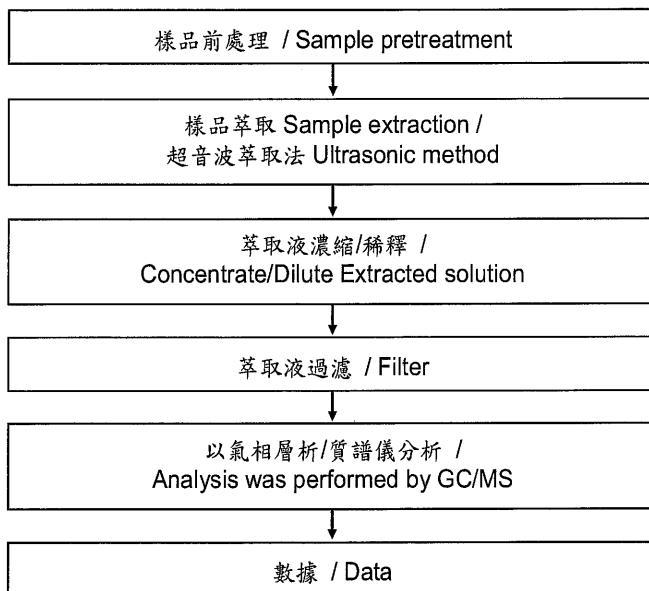 樣品前處理 / Sample pretreatment
樣品萃取 Sample extraction /
超音波萃取法 Ultrasonic method
萃取液濃縮/稀釋 /
Concentrate/Dilute Extracted solution
萃取液過濾 / Filter
以氣相層析/質譜儀分析 /
Analysis was performed by GC/MS
數據 / Data